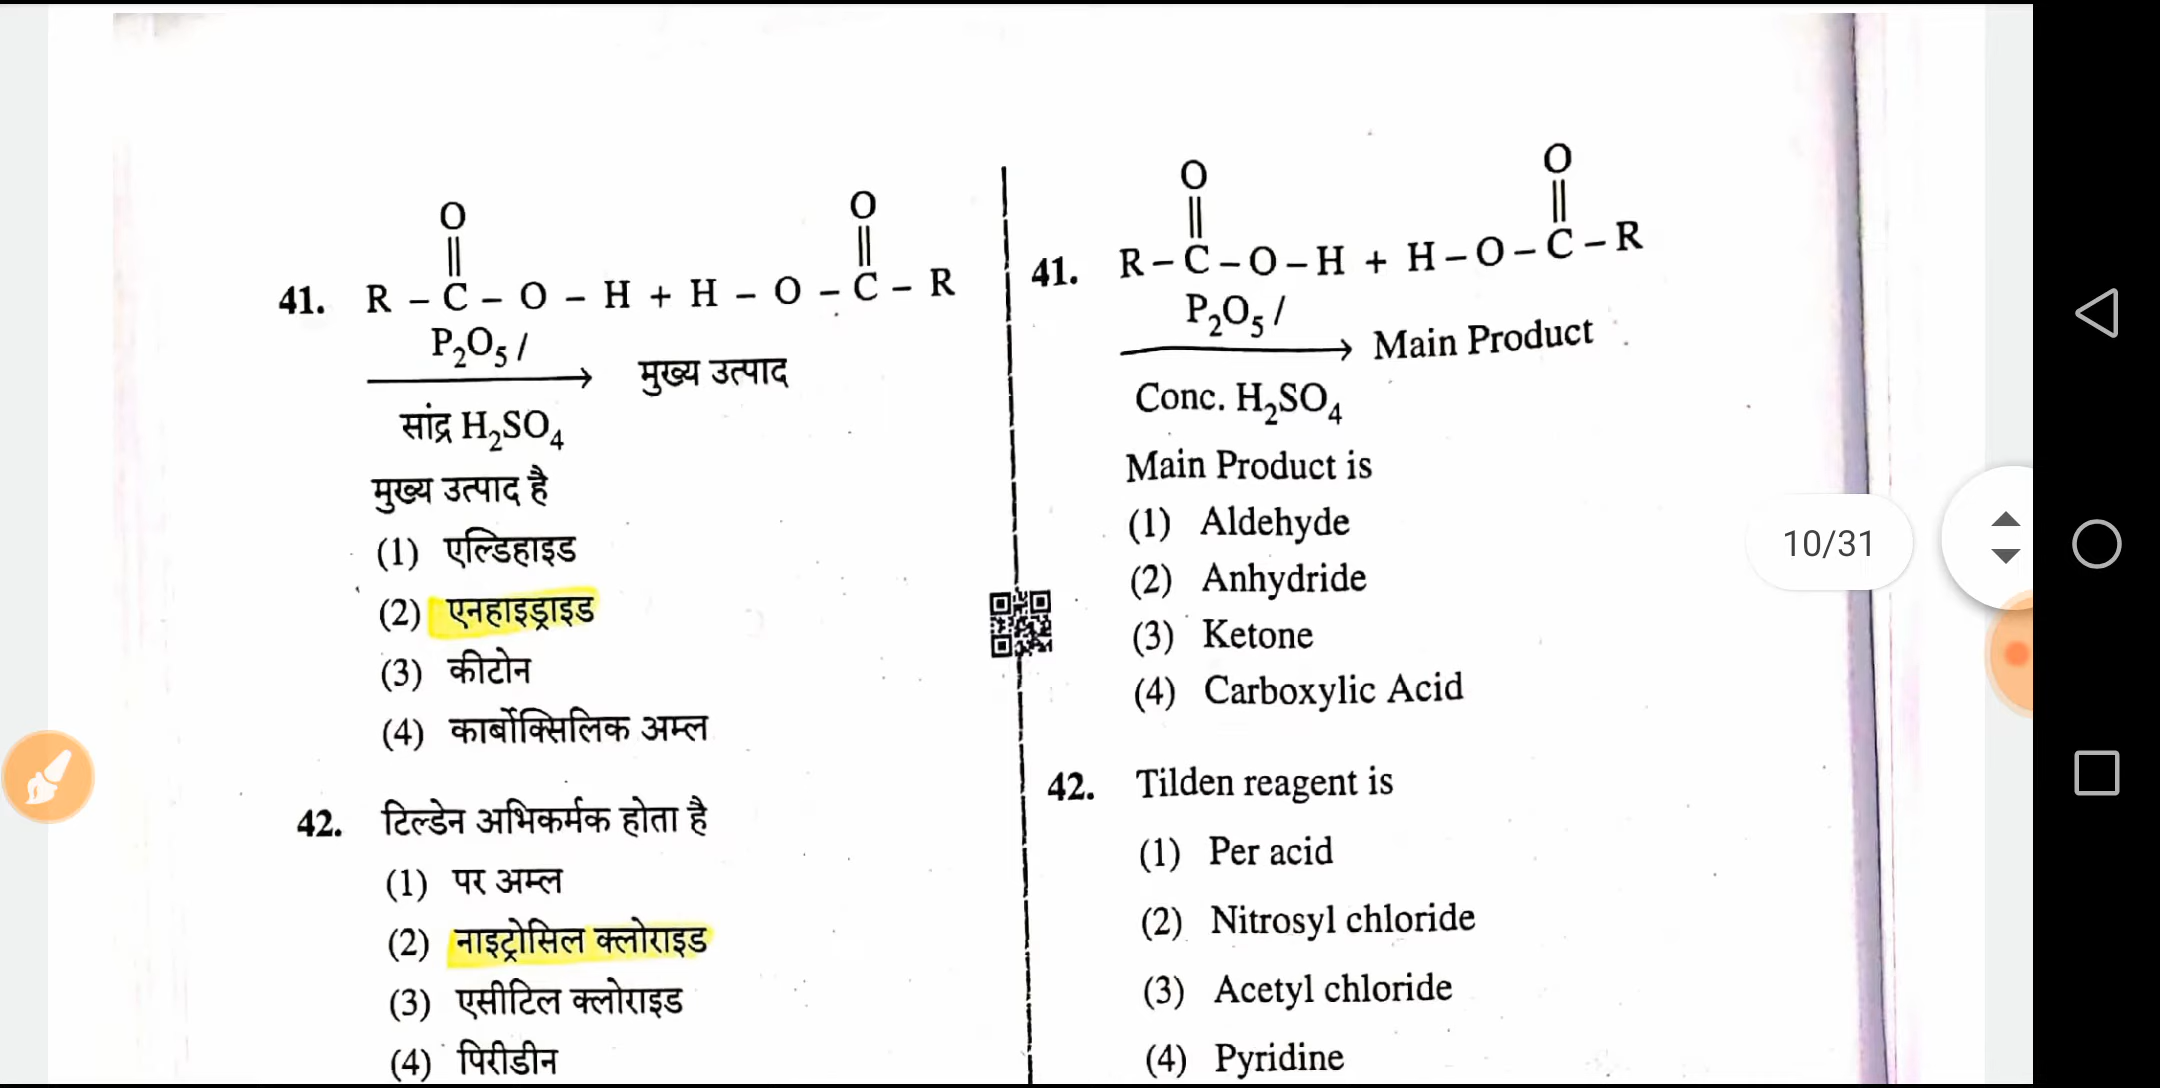 O O
|| ||
41. R – C – O – H + H – O – C – R
P₂O₅ /
मुख्य उत्पाद
सांद्र H₂SO₄
मुख्य उत्पाद है
(1) एल्डिहाइड
(2) एनहाइड्राइड
(3) कीटोन
(4) कार्बोक्सिलिक अम्ल
42. टिल्डेन अभिकर्मक होता है
(1) पर अम्ल
(2) नाइट्रोसिल क्लोराइड
(3) एसीटिल क्लोराइड
(4) पिरीडीन
O O
|| ||
41. R – C – O – H + H – O – C – R
P₂O₅ /
Main Product
Conc. H₂SO₄
Main Product is
(1) Aldehyde
(2) Anhydride
(3) Ketone
(4) Carboxylic Acid
42. Tilden reagent is
(1) Per acid
(2) Nitrosyl chloride
(3) Acetyl chloride
(4) Pyridine
10/31